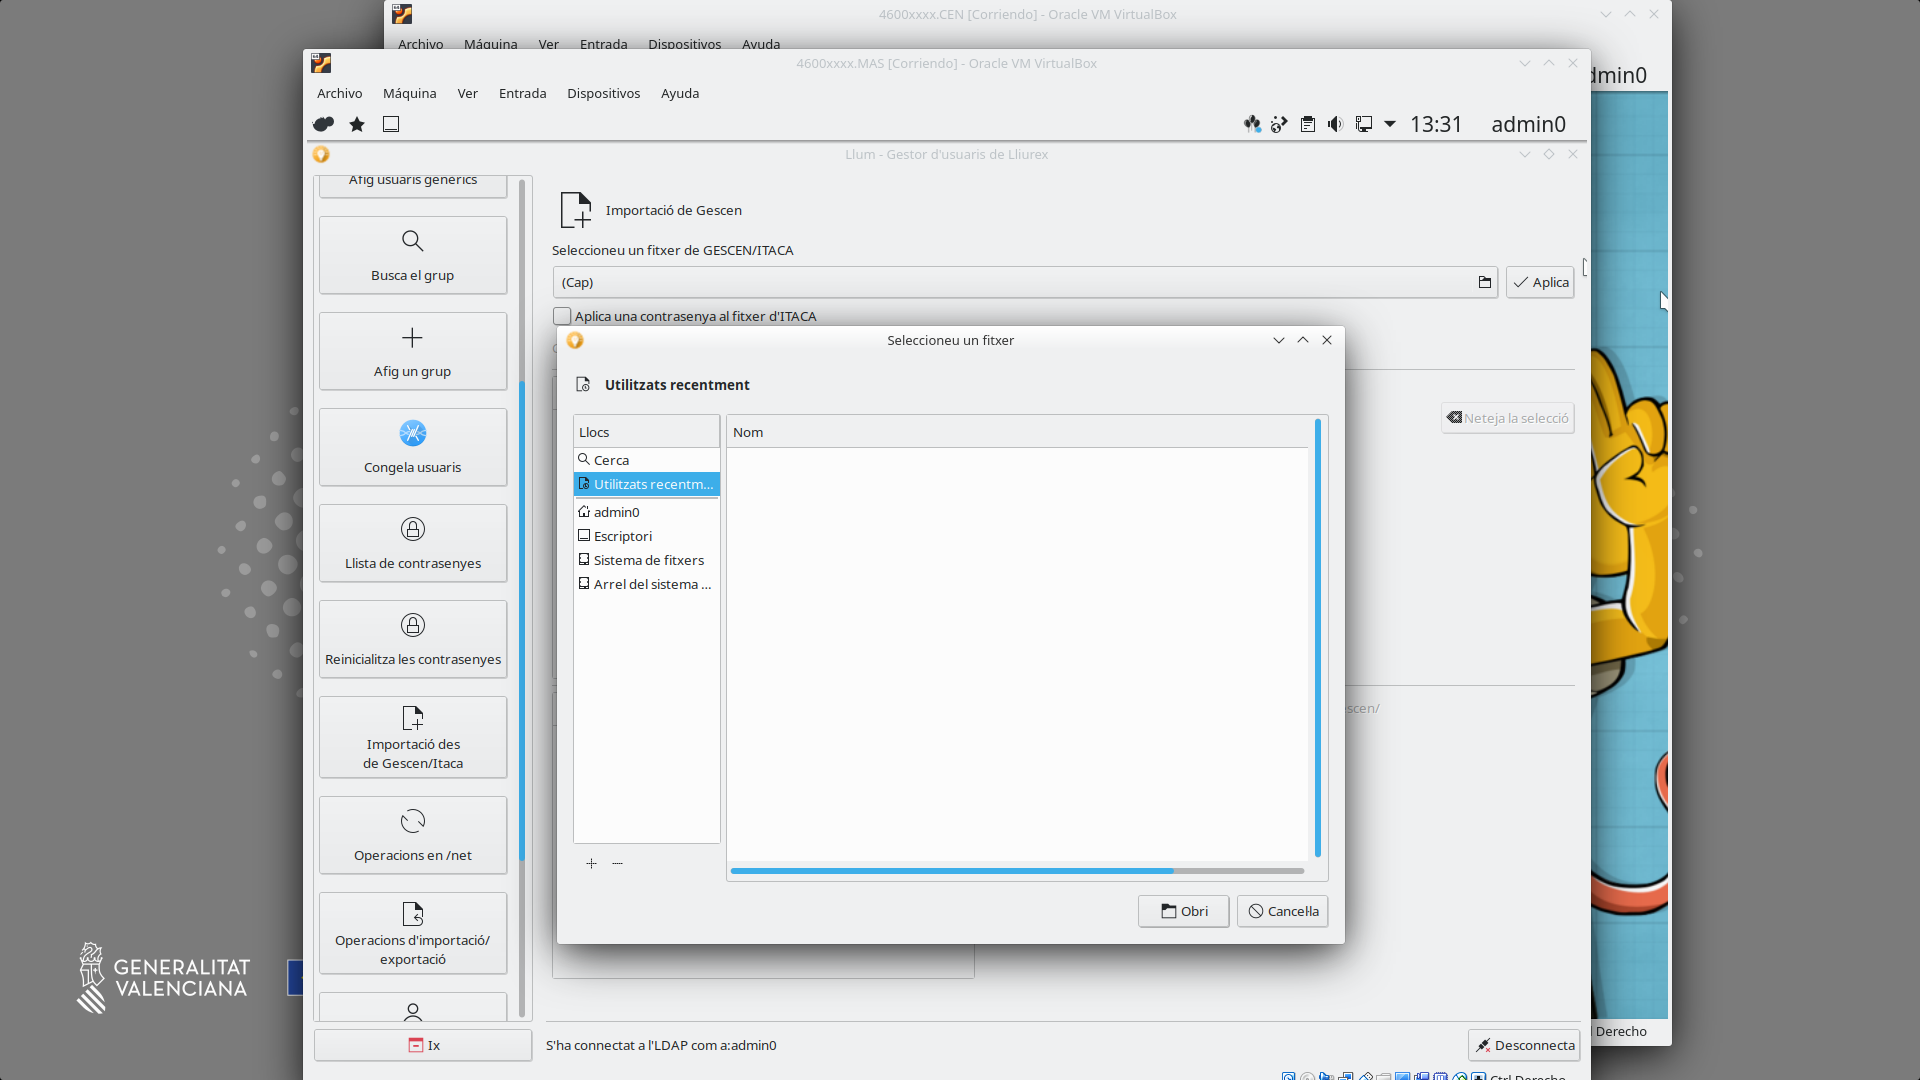 4600xxxx.CEN [Corriendo] - Oracle VM VirtualBox
Archivo Máquina Ver Entrada Dispositivos Ayuda
4600xxxx.MAS [Corriendo] - Oracle VM VirtualBox
dmin0
Archivo Máquina Ver Entrada Dispositivos Ayuda
13:31 admin0
Llum - Gestor d'usuaris de Lliurex
Afig usuaris genèrics
Importació de Gescen
Seleccioneu un fitxer de GESCEN/ITACA
Busca el grup
(Cap)
Aplica
Aplica una contrasenya al fitxer d'ITACA
Seleccioneu un fitxer
Afig un grup
Utilitzats recentment
Neteja la selecció
Llocs
Nom
Cerca
Congela usuaris
Utilitzats recentm...
admin0
Escriptori
Sistema de fitxers
Llista de contrasenyes
Arrel del sistema ...
Reinicialitza les contrasenyes
scen/
Importació des
de Gescen/Itaca
Operacions en /net
Obri
Cancel·la
Operacions d'importació/
exportació
GENERALITAT
VALENCIANA
Derecho
Ix
S'ha connectat a l'LDAP com a:admin0
Desconnecta
Ctrl Derecho